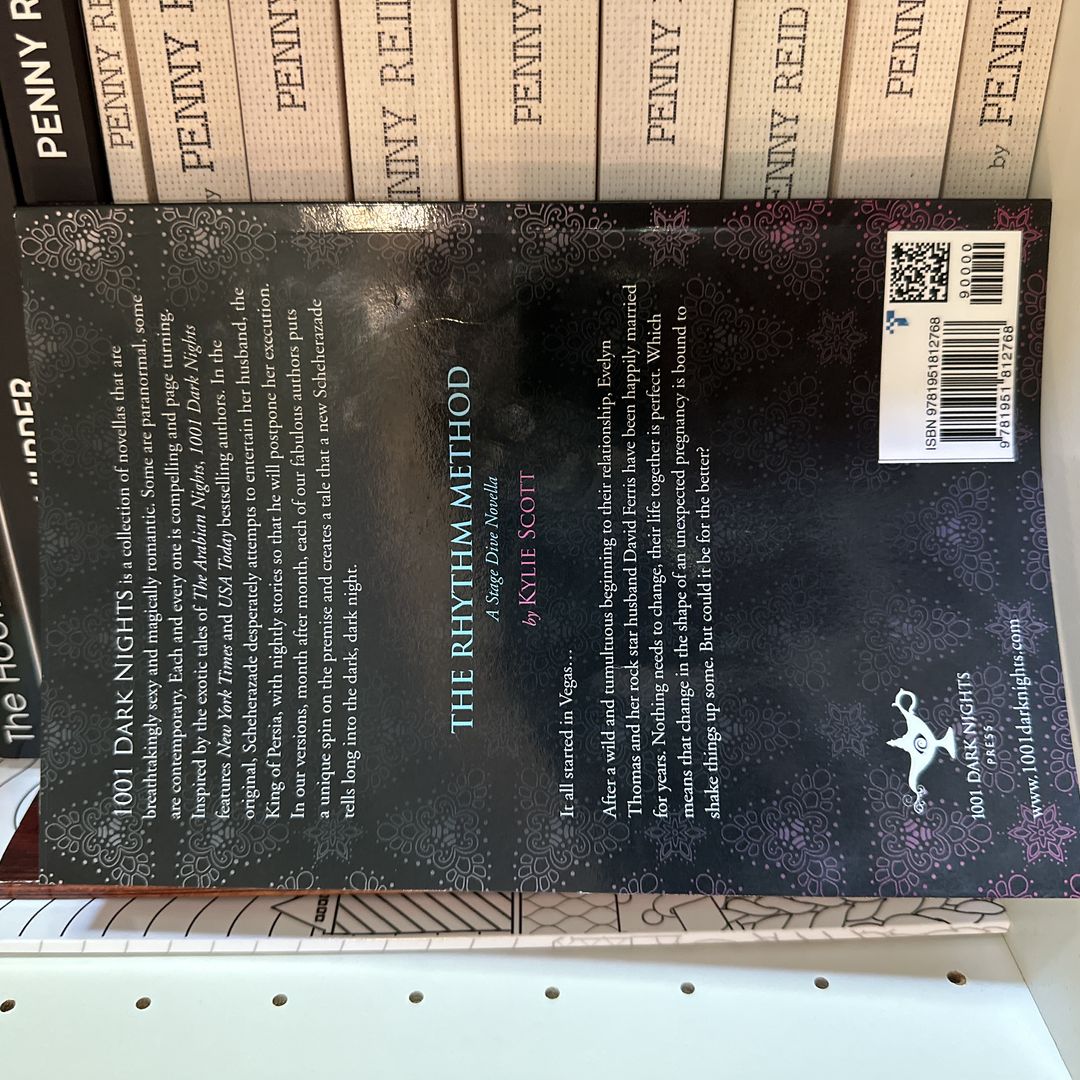 1001 DARK NIGHTS is a collection of novellas that are
breathtakingly sexy and magically romantic. Some are paranormal, some
are contemporary. Each and every one is compelling and page turning.
Inspired by the exotic tales of The Arabian Nights, 1001 Dark Nights
features New York Times and USA Today bestselling authors. In the
original, Scheherazade desperately attempts to entertain her husband, the
King of Persia, with nightly stories so that he will postpone her execution.
In our versions, month after month, each of our fabulous authors puts
a unique spin on the premise and creates a tale that a new Scheherazade
tells long into the dark, dark night.
THE RHYTHM METHOD
A Stage Dive Novella
by KYLIE SCOTT
It all started in Vegas…
After a wild and tumultuous beginning to their relationship, Evelyn
Thomas and her rock star husband David Ferris have been happily married
for years. Nothing needs to change, their life together is perfect. Which
means that change in the shape of an unexpected pregnancy is bound to
shake things up some. But could it be for the better?
1001 DARK NIGHTS
PRESS
www.1001darknights.com
ISBN 9781951812768
90000
9 781951 812768
PENNY R
PENNY RE
PENNY
PENNY
PENNY REID
PENNY
PENNY
PENNY REID
PENNY
by PENNY
The